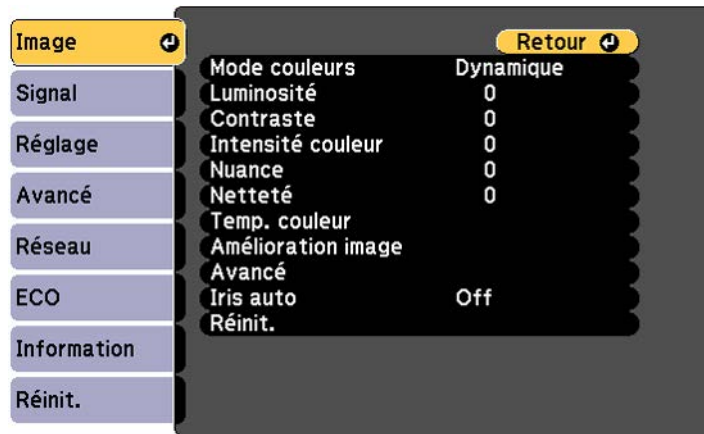 Image
Signal
Réglage
Avancé
Réseau
ECO
Information
Réinit.
Retour
Mode couleurs Dynamique
Luminosité 0
Contraste 0
Intensité couleur 0
Nuance 0
Netteté 0
Temp. couleur
Amélioration image
Avancé
Iris auto Off
Réinit.